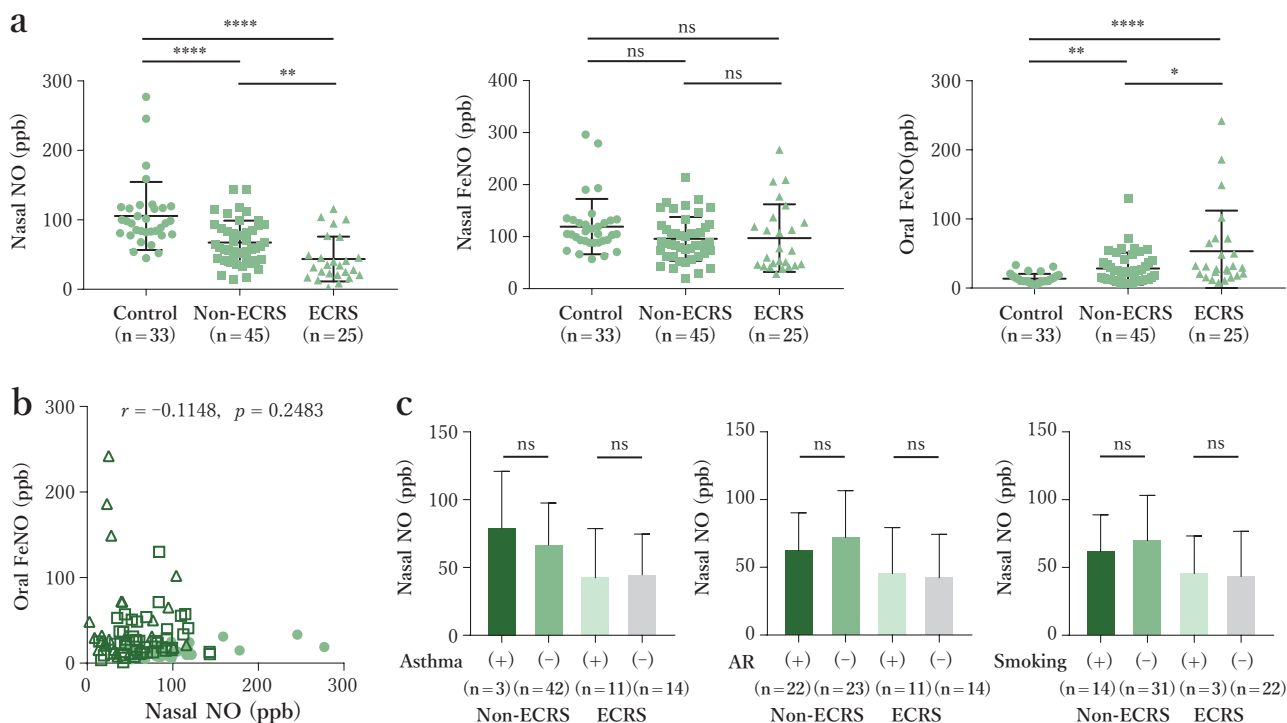 a
**** 
**** **
300
200
100
0
Nasal NO (ppb)
Control Non-ECRS ECRS
(n=33) (n=45) (n=25)
ns
ns ns
400
300
200
100
0
Nasal FeNO (ppb)
Control Non-ECRS ECRS
(n=33) (n=45) (n=25)
****
** *
300
200
100
0
Oral FeNO(ppb)
Control Non-ECRS ECRS
(n=33) (n=45) (n=25)
b
r = −0.1148, p = 0.2483
300
200
100
0
Oral FeNO (ppb)
0 100 200 300
Nasal NO (ppb)
c
150
100
50
0
Nasal NO (ppb)
ns ns
Asthma (+) (−) (+) (−)
(n=3) (n=42) (n=11) (n=14)
Non-ECRS ECRS
150
100
50
0
Nasal NO (ppb)
ns ns
AR (+) (−) (+) (−)
(n=22) (n=23) (n=11) (n=14)
Non-ECRS ECRS
150
100
50
0
Nasal NO (ppb)
ns ns
Smoking (+) (−) (+) (−)
(n=14) (n=31) (n=3) (n=22)
Non-ECRS ECRS